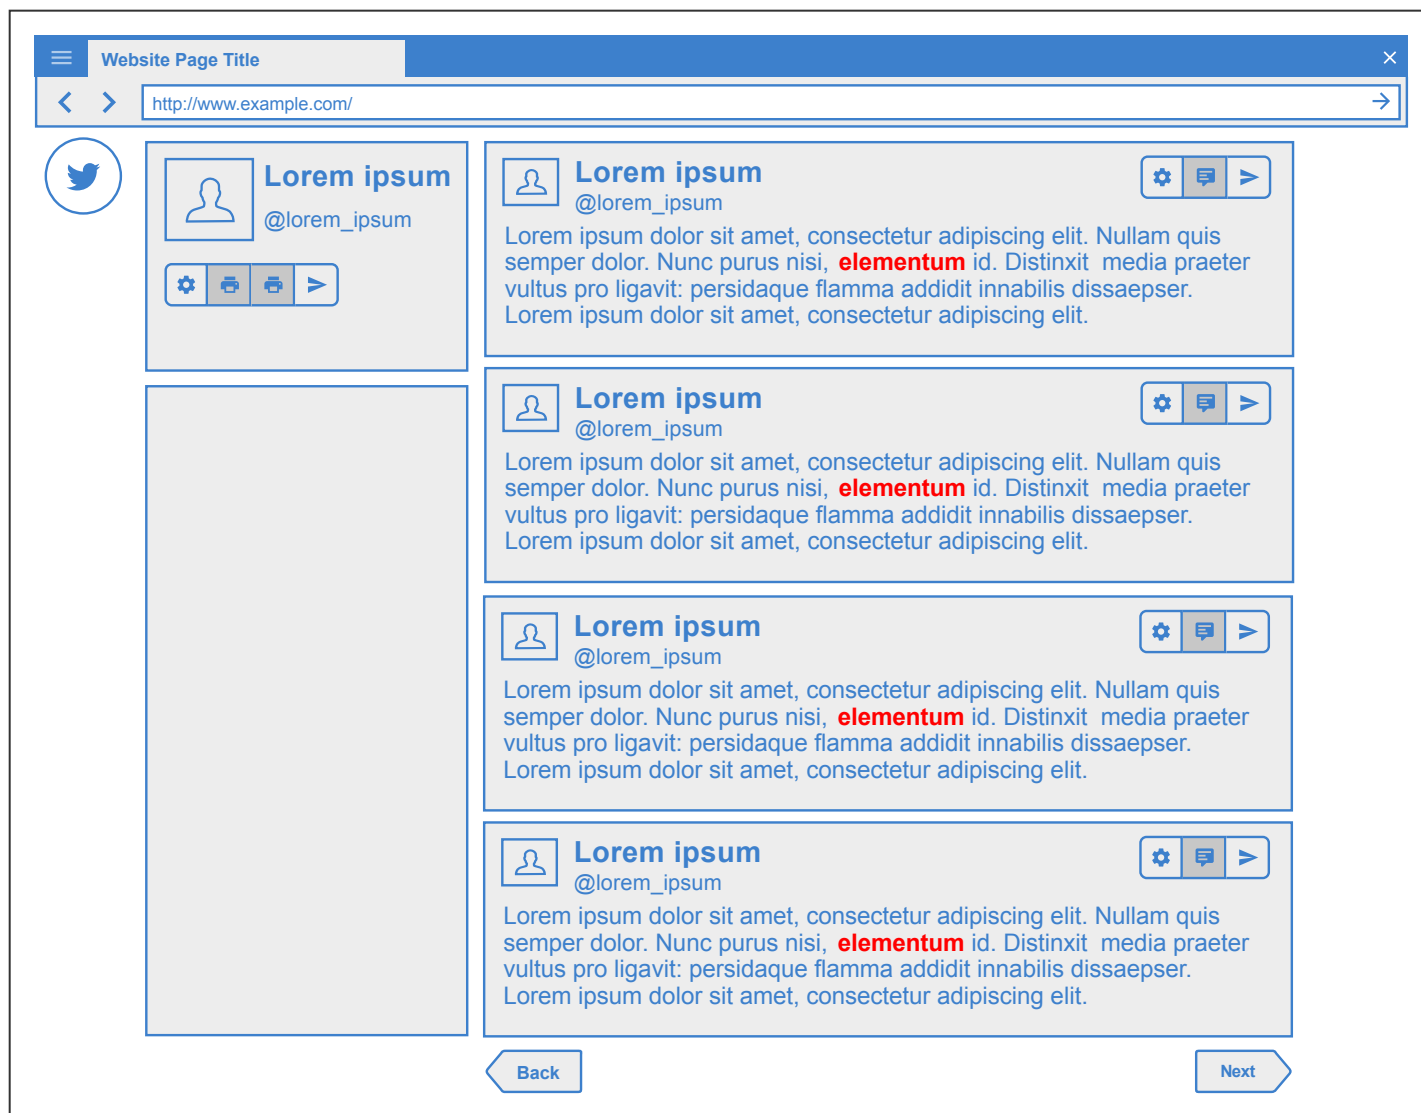 Website Page Title
http://www.example.com/
Lorem ipsum
@lorem_ipsum
Lorem ipsum
@lorem_ipsum
Lorem ipsum dolor sit amet, consectetur adipiscing elit. Nullam quis
semper dolor. Nunc purus nisi, elementum id. Distinxit media praeter
vultus pro ligavit: persidaque flamma addidit innabilis dissaepser.
Lorem ipsum dolor sit amet, consectetur adipiscing elit.
Lorem ipsum
@lorem_ipsum
Lorem ipsum dolor sit amet, consectetur adipiscing elit. Nullam quis
semper dolor. Nunc purus nisi, elementum id. Distinxit media praeter
vultus pro ligavit: persidaque flamma addidit innabilis dissaepser.
Lorem ipsum dolor sit amet, consectetur adipiscing elit.
Lorem ipsum
@lorem_ipsum
Lorem ipsum dolor sit amet, consectetur adipiscing elit. Nullam quis
semper dolor. Nunc purus nisi, elementum id. Distinxit media praeter
vultus pro ligavit: persidaque flamma addidit innabilis dissaepser.
Lorem ipsum dolor sit amet, consectetur adipiscing elit.
Lorem ipsum
@lorem_ipsum
Lorem ipsum dolor sit amet, consectetur adipiscing elit. Nullam quis
semper dolor. Nunc purus nisi, elementum id. Distinxit media praeter
vultus pro ligavit: persidaque flamma addidit innabilis dissaepser.
Lorem ipsum dolor sit amet, consectetur adipiscing elit.
Back
Next